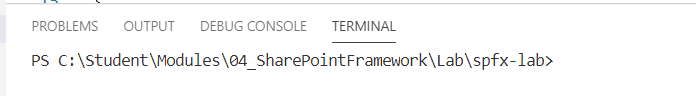 PROBLEMS OUTPUT DEBUG CONSOLE TERMINAL
PS C:\Student\Modules\04_SharePointFramework\Lab\spfx-lab>